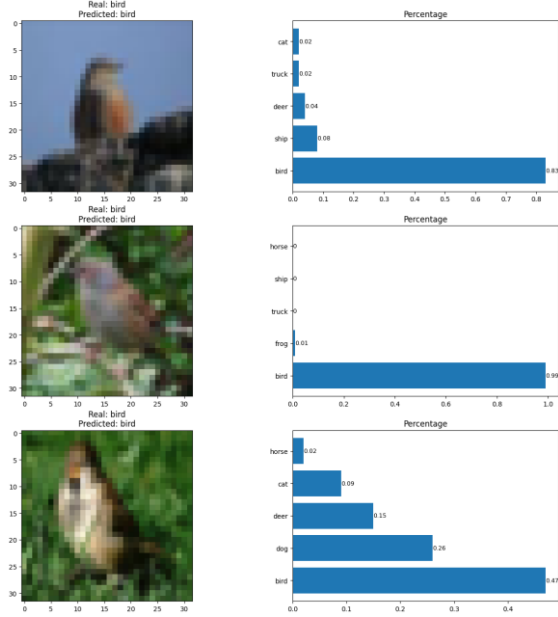 Real: bird
Predicted: bird
0
5
10
15
20
25
30
0 5 10 15 20 25 30
Percentage
cat 0.02
truck 0.02
deer 0.04
ship 0.08
bird 0.83
0.0 0.1 0.2 0.3 0.4 0.5 0.6 0.7 0.8
Real: bird
Predicted: bird
0
5
10
15
20
25
30
0 5 10 15 20 25 30
Percentage
horse 0
ship 0
truck 0
frog 0.01
bird 0.99
0.0 0.2 0.4 0.6 0.8 1.0
Real: bird
Predicted: bird
0
5
10
15
20
25
30
0 5 10 15 20 25 30
Percentage
horse 0.02
cat 0.09
deer 0.15
dog 0.26
bird 0.47
0.0 0.1 0.2 0.3 0.4